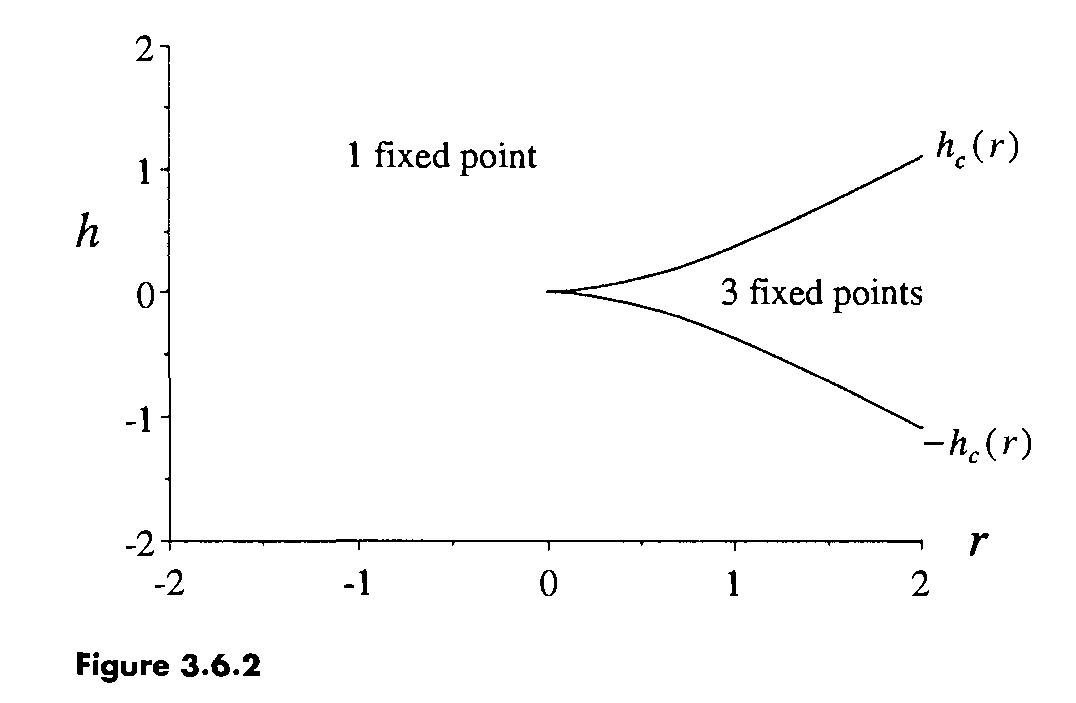 2
1 fixed point
h_c(r)
1
h
0
3 fixed points
-1
−h_c(r)
-2
r
-2 -1 0 1 2
Figure 3.6.2